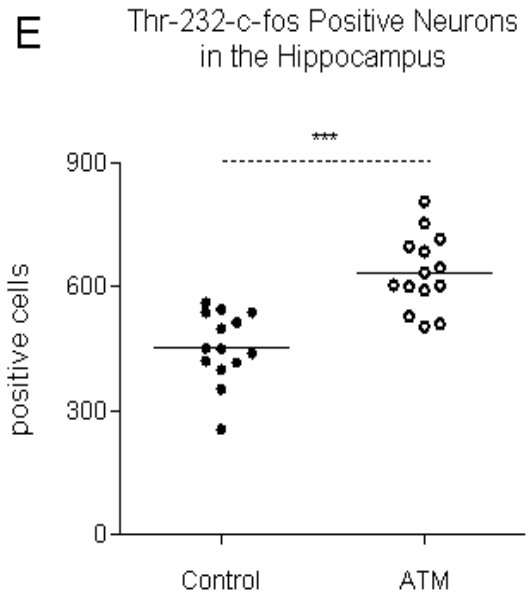 E
Thr-232-c-fos Positive Neurons
in the Hippocampus
***
900
600
300
0
positive cells
Control
ATM